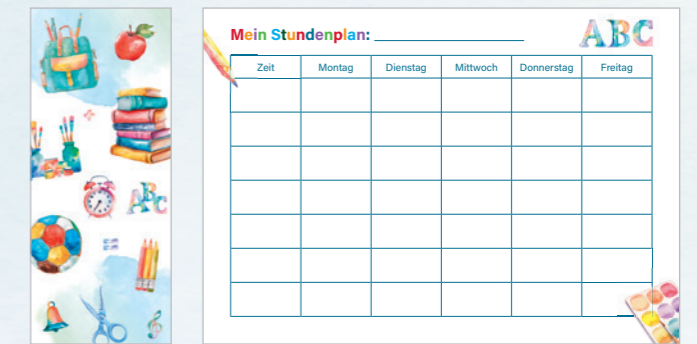 Mein Stundenplan:
ABC
Zeit Montag Dienstag Mittwoch Donnerstag Freitag
ABC